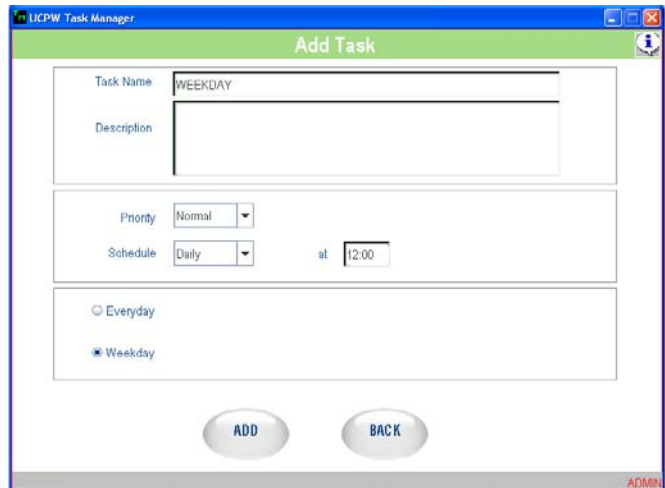 UCPW Task Manager
Add Task
Task Name WEEKDAY
Description
Priority Normal
Schedule Daily at 12:00
Everyday
Weekday
ADD BACK
ADMIN